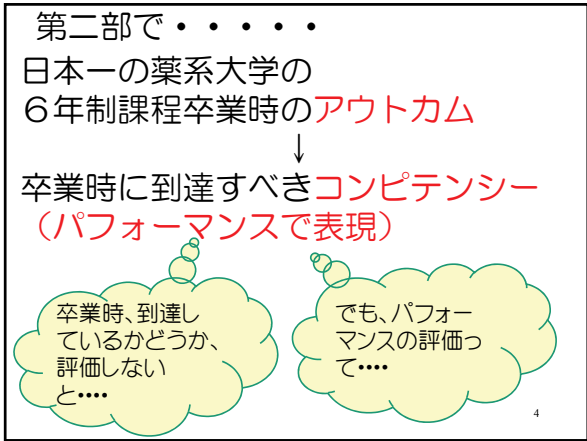 第二部で・・・・・
日本一の薬系大学の
６年制課程卒業時のアウトカム
↓
卒業時に到達すべきコンピテンシー
（パフォーマンスで表現）
卒業時、到達し
ているかどうか、
評価しない
と・・・・
でも、パフォー
マンスの評価っ
て・・・・
4